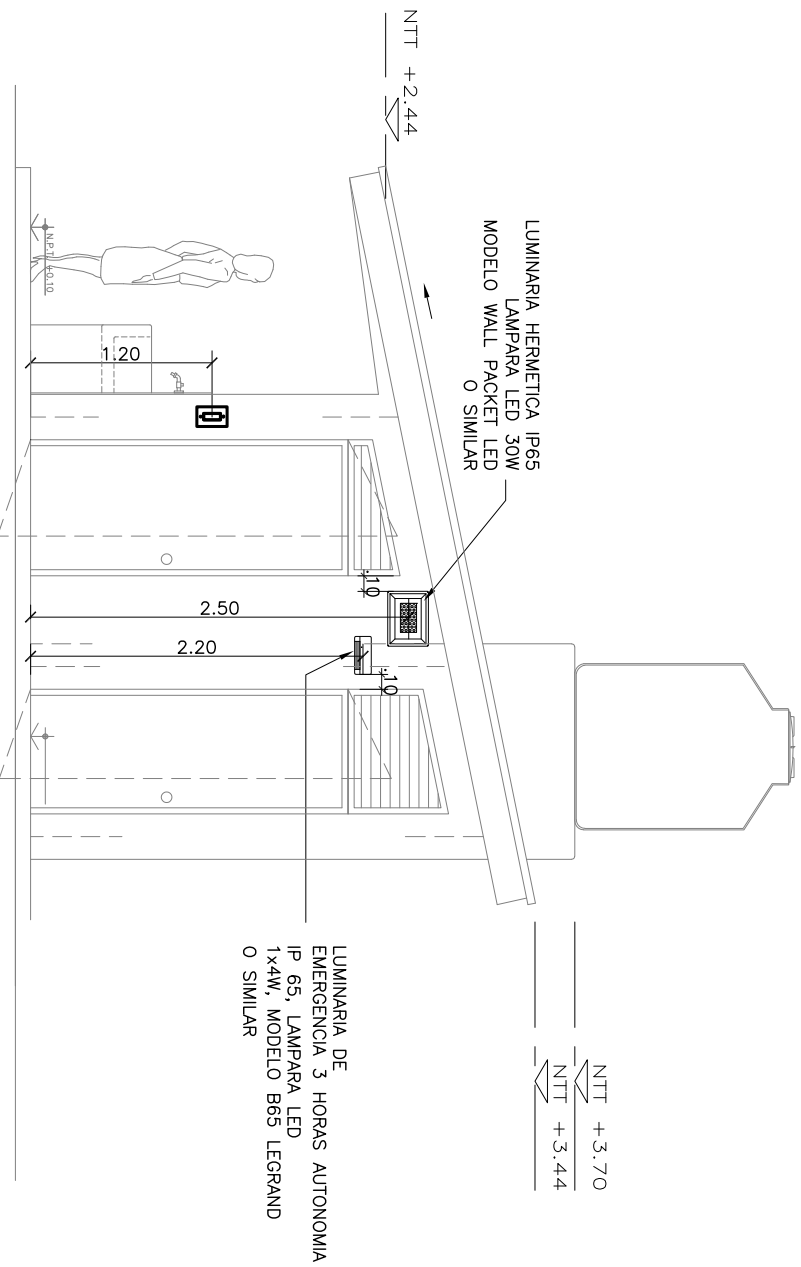 NTT +2.44
LUMINARIA HERMETICA IP65
LAMPARA LED 30W
MODELO WALL PACKET LED
O SIMILAR
NTT +3.70
NTT +3.44
.10
.10
2.50
2.20
1.20
N.P.T. +0.10
LUMINARIA DE
EMERGENCIA 3 HORAS AUTONOMIA
IP 65, LAMPARA LED
1x4W, MODELO B65 LEGRAND
O SIMILAR